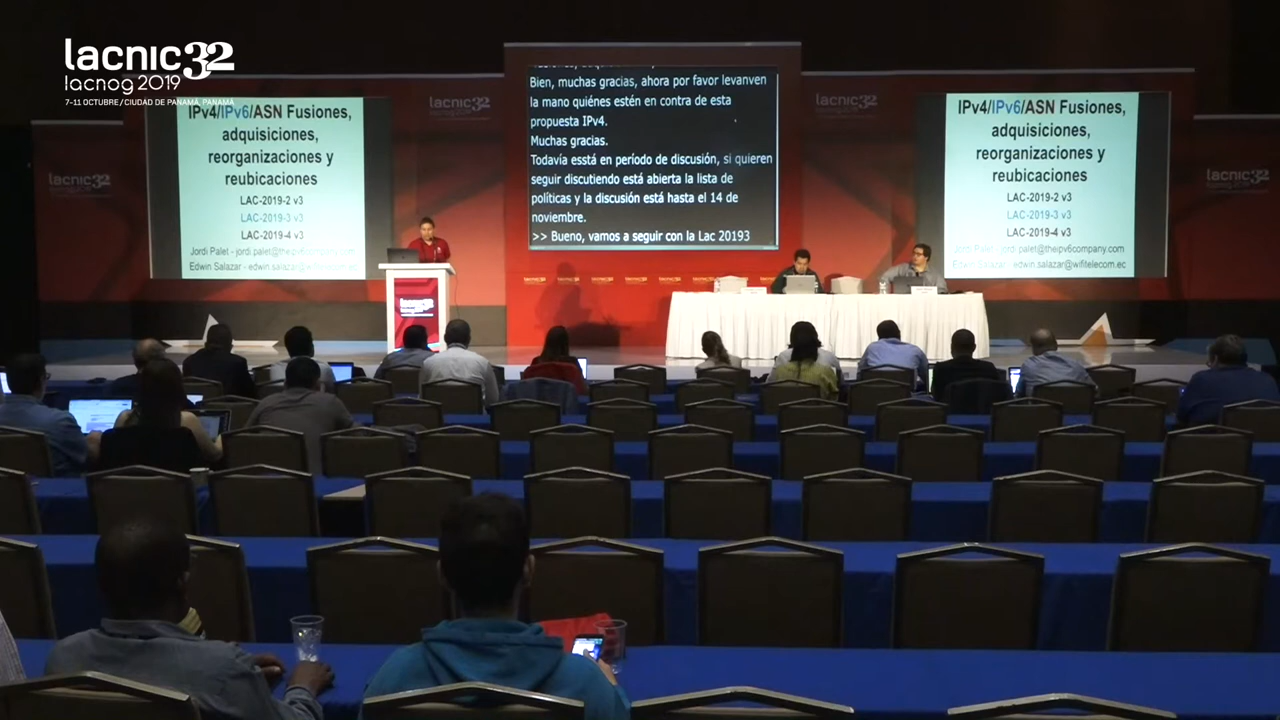 lacnic32
lacnog 2019
7-11 OCTUBRE / CIUDAD DE PANAMÁ, PANAMÁ
IPv4/IPv6/ASN Fusiones,
adquisiciones,
reorganizaciones y
reubicaciones
LAC-2019-2 v3
LAC-2019-3 v3
LAC-2019-4 v3
Jordi Palet - jordi.palet@theipv6company.com
Edwin Salazar - edwin.salazar@wifitelecom.ec
lacnic32
lacnic32
Bien, muchas gracias, ahora por favor levanven
la mano quiénes estén en contra de esta
propuesta IPv4.
Muchas gracias.
Todavía esstá en período de discusión, si quieren
seguir discutiendo está abierta la lista de
políticas y la discusión está hasta el 14 de
noviembre.
>> Bueno, vamos a seguir con la Lac 20193
lacnic32
IPv4/IPv6/ASN Fusiones,
adquisiciones,
reorganizaciones y
reubicaciones
LAC-2019-2 v3
LAC-2019-3 v3
LAC-2019-4 v3
Jordi Palet - jordi.palet@theipv6company.com
Edwin Salazar - edwin.salazar@wifitelecom.ec
lacnic32
lacnic32